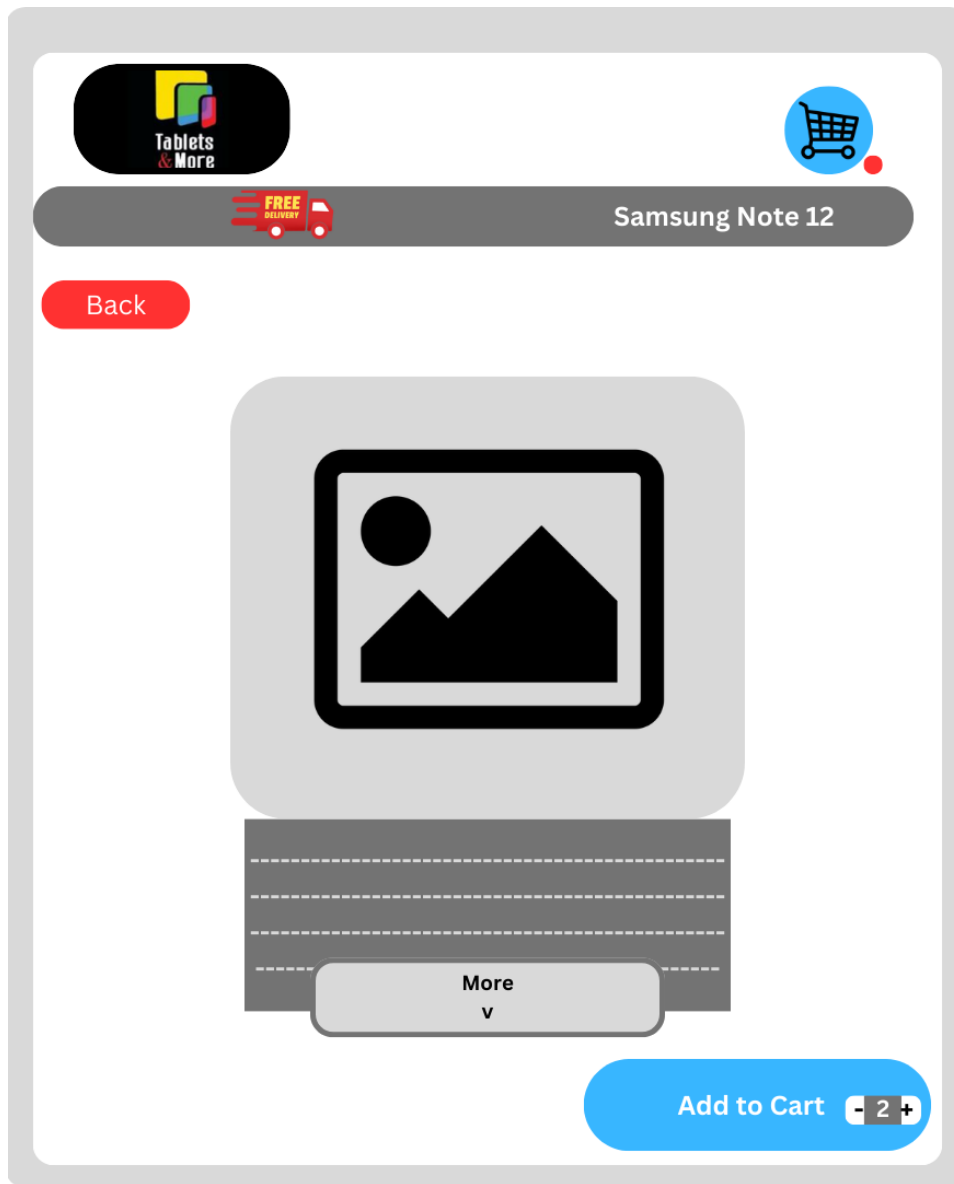 Tablets
& More
FREE
DELIVERY
Samsung Note 12
Back
More
v
Add to Cart
- 2 +